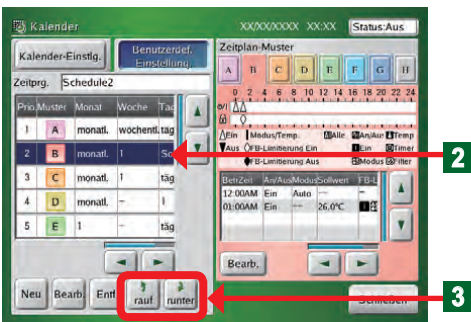 Kalender XX/XX/XXXX XX:XX Status:Aus
Kalender-Einstlg. Benutzerdef. Einstellung
Zeitprg. Schedule2
Prio. Muster Monat Woche Tag
1 A monatl. wöchentl. täg
2 B monatl. 1 So
3 C monatl. 1 täg
4 D monatl. - 1
5 E 1 - täg
Neu Bearb. Entf rauf runter
Zeitplan-Muster
A B C D E F G H
0 2 4 6 8 10 12 14 16 18 20 22 24
Ein Modus/Temp. Alle An/Aus Temp
Aus FB-Limitierung Ein Ein Timer
FB-Limitierung Aus Modus Filter
BetrZeit An/Aus Modus Sollwert FB-L
12:00AM Ein Auto --
01:00AM Ein -- 26.0°C
Bearb.
Schließen
2
3